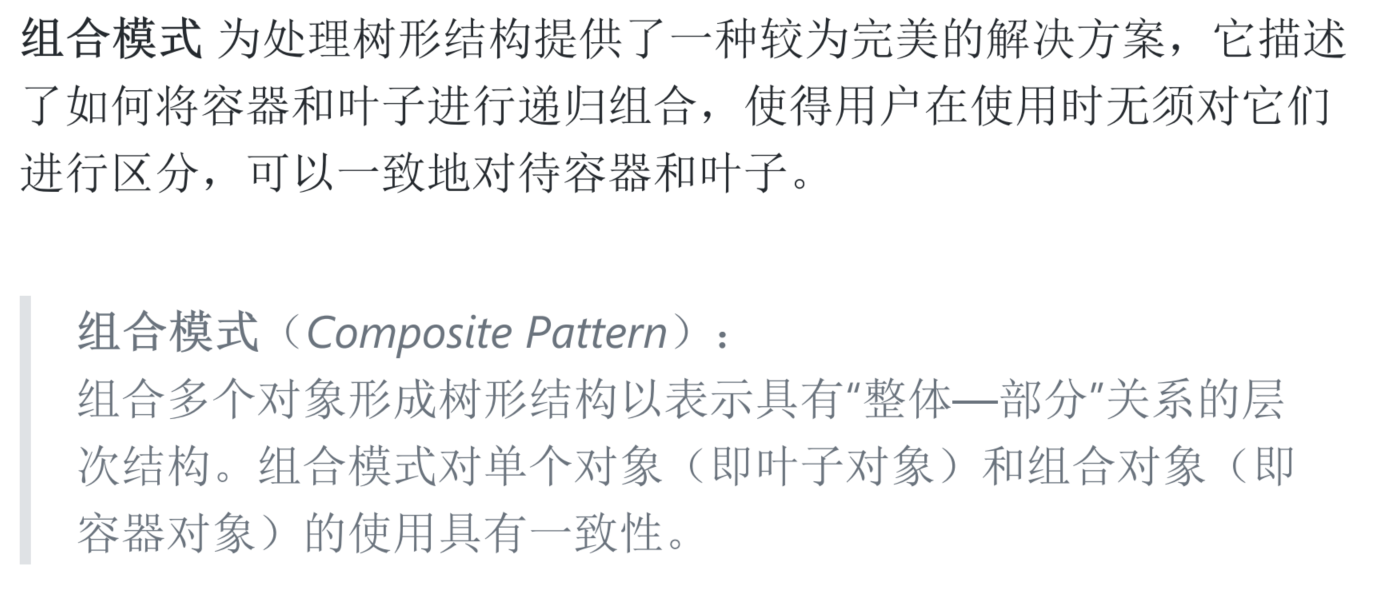 组合模式 为处理树形结构提供了一种较为完美的解决方案，它描述
了如何将容器和叶子进行递归组合，使得用户在使用时无须对它们
进行区分，可以一致地对待容器和叶子。
组合模式（Composite Pattern）：
组合多个对象形成树形结构以表示具有“整体—部分”关系的层
次结构。组合模式对单个对象（即叶子对象）和组合对象（即
容器对象）的使用具有一致性。